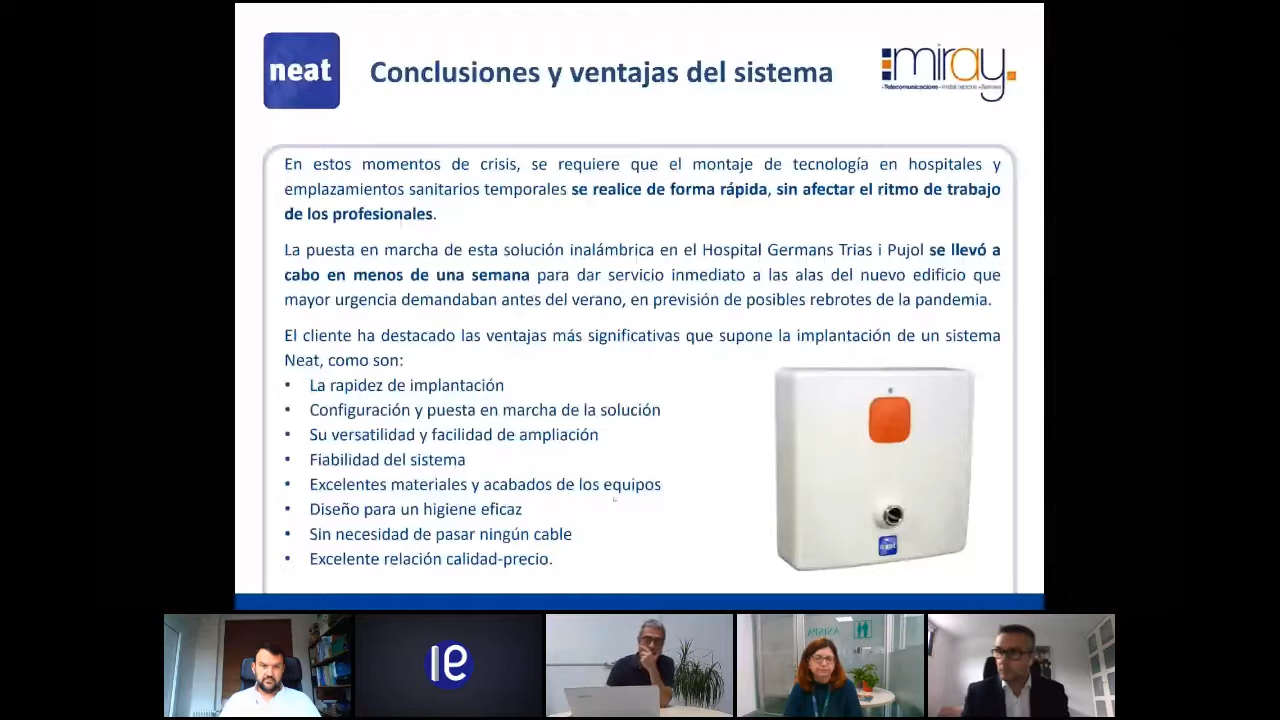 neat
Conclusiones y ventajas del sistema
miray
En estos momentos de crisis, se requiere que el montaje de tecnología en hospitales y
emplazamientos sanitarios temporales se realice de forma rápida, sin afectar el ritmo de trabajo
de los profesionales.
La puesta en marcha de esta solución inalámbrica en el Hospital Germans Trias i Pujol se llevó a
cabo en menos de una semana para dar servicio inmediato a las alas del nuevo edificio que
mayor urgencia demandaban antes del verano, en previsión de posibles rebrotes de la pandemia.
El cliente ha destacado las ventajas más significativas que supone la implantación de un sistema
Neat, como son:
• La rapidez de implantación
• Configuración y puesta en marcha de la solución
• Su versatilidad y facilidad de ampliación
• Fiabilidad del sistema
• Excelentes materiales y acabados de los equipos
• Diseño para un higiene eficaz
• Sin necesidad de pasar ningún cable
• Excelente relación calidad-precio.
neat
ie